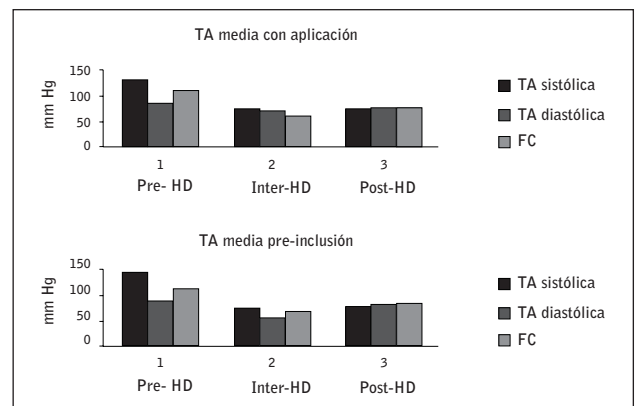 TA media con aplicación
mm Hg
150
100
50
0
1
2
3
Pre- HD
Inter-HD
Post-HD
TA sistólica
TA diastólica
FC
TA media pre-inclusión
mm Hg
150
100
50
0
1
2
3
Pre- HD
Inter-HD
Post-HD
TA sistólica
TA diastólica
FC